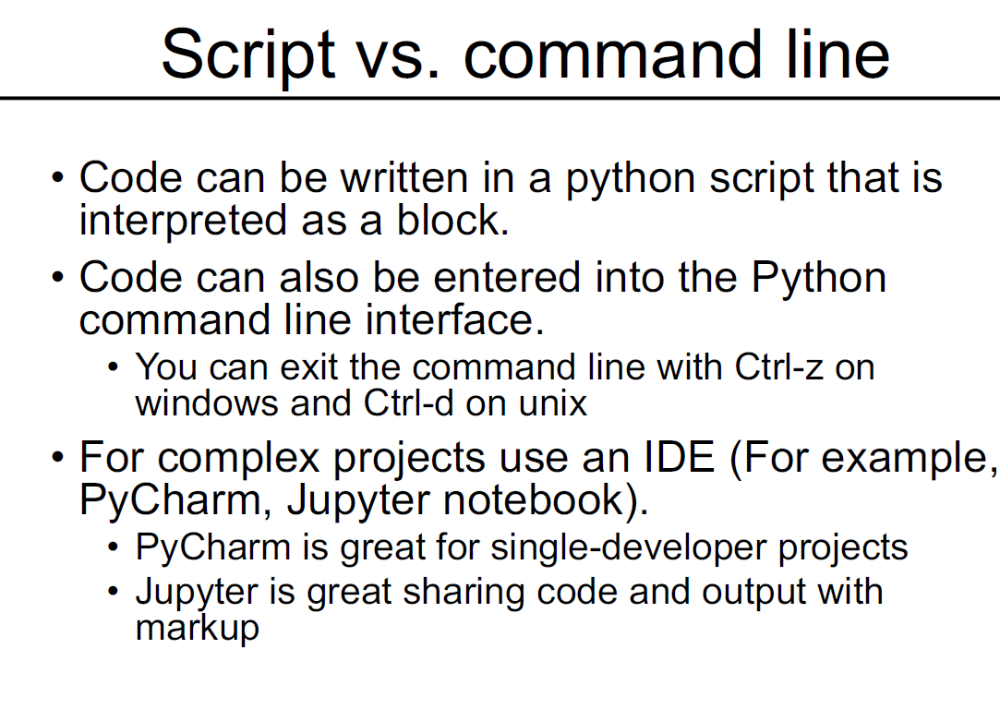 Script vs. command line
• Code can be written in a python script that is
interpreted as a block.
• Code can also be entered into the Python
command line interface.
• You can exit the command line with Ctrl-z on
windows and Ctrl-d on unix
• For complex projects use an IDE (For example,
PyCharm, Jupyter notebook).
• PyCharm is great for single-developer projects
• Jupyter is great sharing code and output with
markup